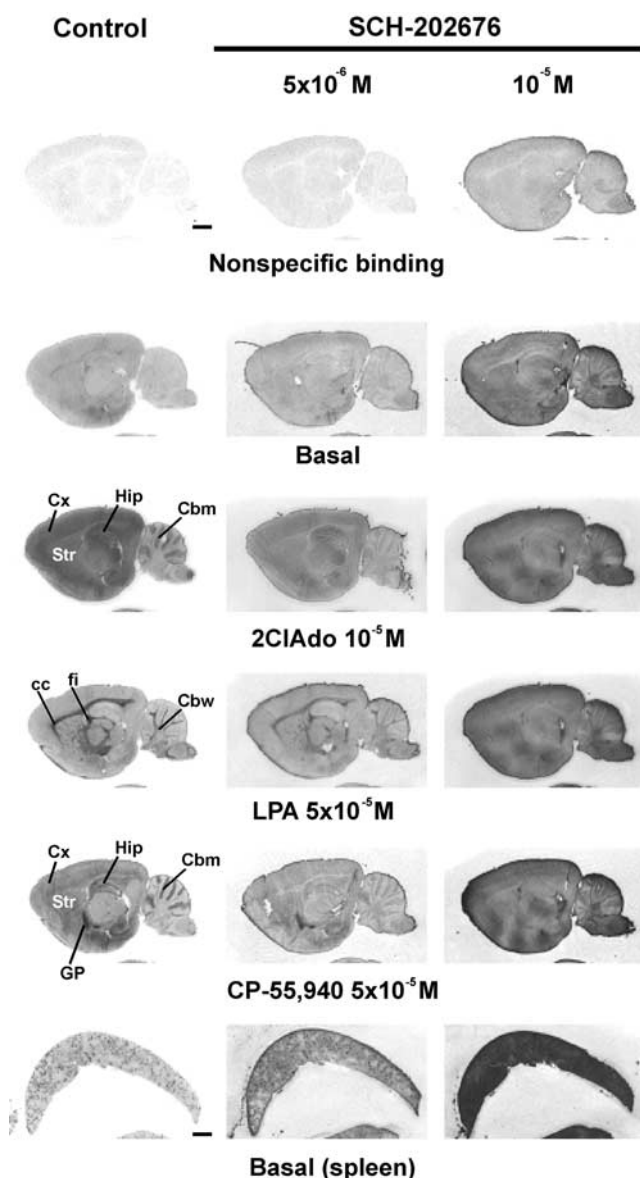 Control SCH-202676
5x10⁻⁶ M 10⁻⁵ M
Nonspecific binding
Basal
Cx Hip Cbm
Str
2ClAdo 10⁻⁵ M
cc fi Cbw
LPA 5x10⁻⁵ M
Cx Hip Cbm
Str
GP
CP-55,940 5x10⁻⁵ M
Basal (spleen)